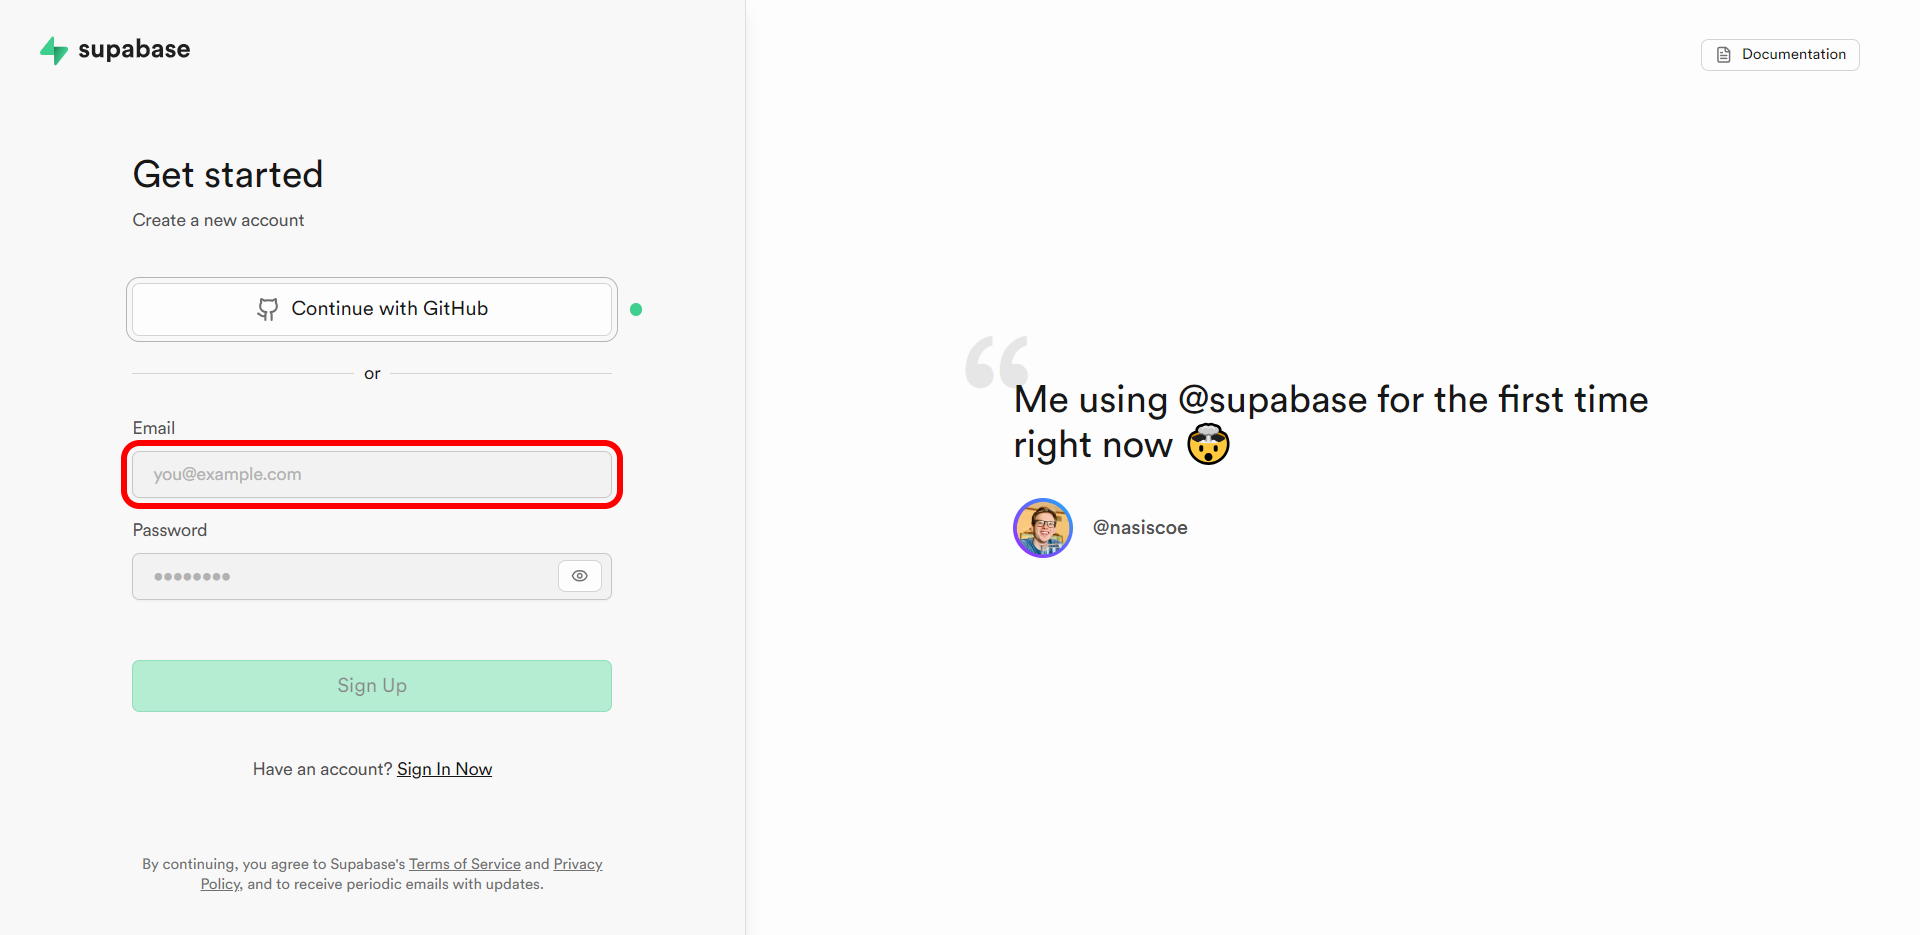 supabase
Documentation
Get started
Create a new account
Continue with GitHub
or
Email
you@example.com
Password
••••••••
Sign Up
Have an account? Sign In Now
By continuing, you agree to Supabase's Terms of Service and Privacy
Policy, and to receive periodic emails with updates.
“
Me using @supabase for the first time
right now 🤯
@nasiscoe